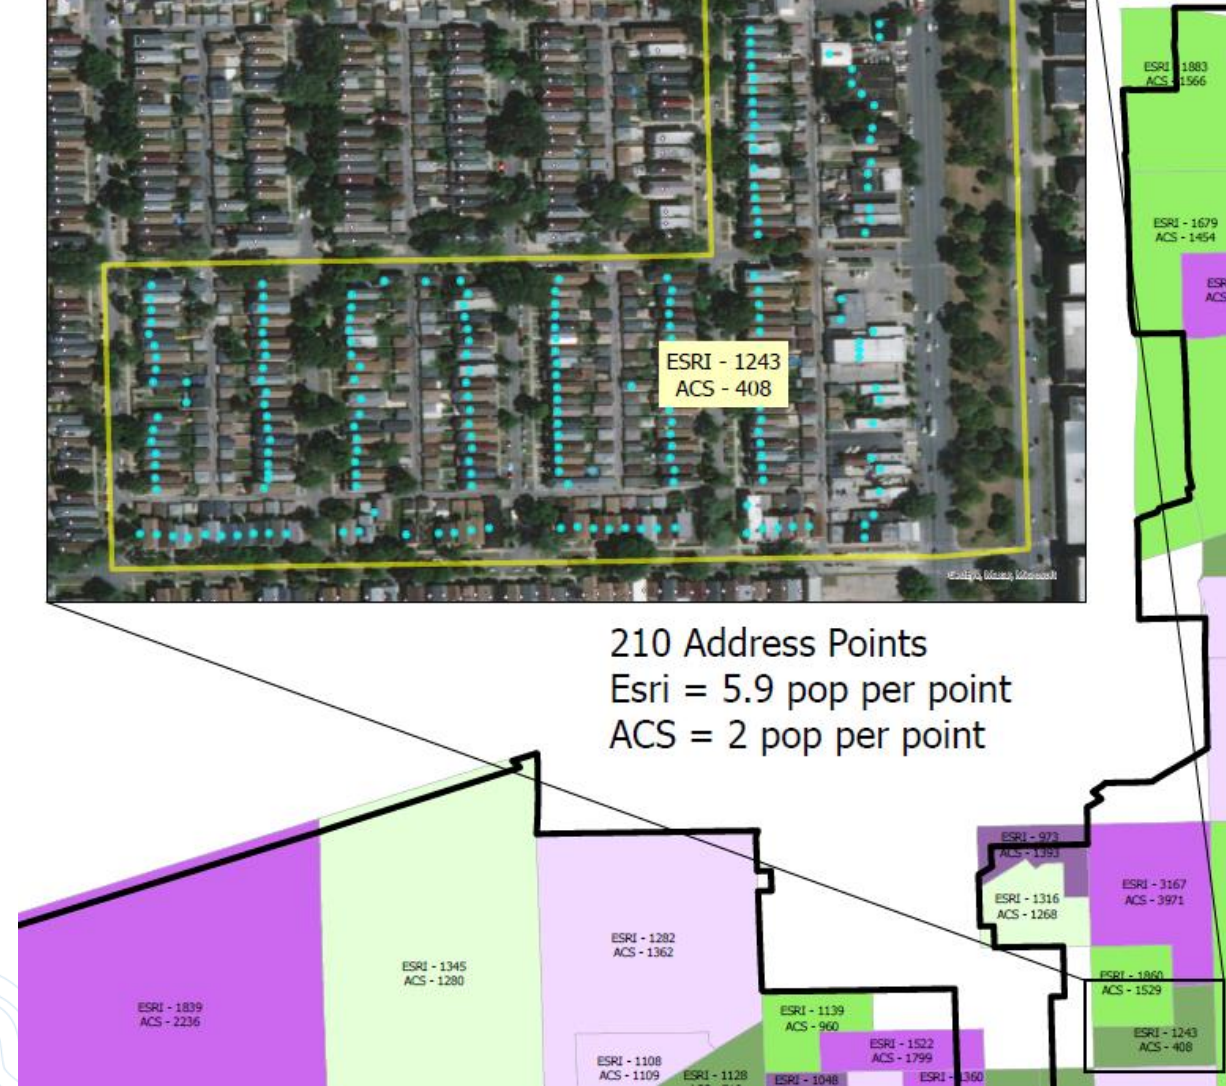 ESRI - 1883
ACS - 1566
ESRI - 1679
ACS - 1454
ESRI - 1243
ACS - 408
210 Address Points
Esri = 5.9 pop per point
ACS = 2 pop per point
ESRI - 973
ACS - 1393
ESRI - 3167
ACS - 3971
ESRI - 1316
ACS - 1268
ESRI - 1282
ACS - 1362
ESRI - 1345
ACS - 1280
ESRI - 1860
ACS - 1529
ESRI - 1839
ACS - 2236
ESRI - 1139
ACS - 960
ESRI - 1243
ACS - 408
ESRI - 1522
ACS - 1799
ESRI - 1108
ACS - 1109
ESRI - 1128
ESRI - 1048